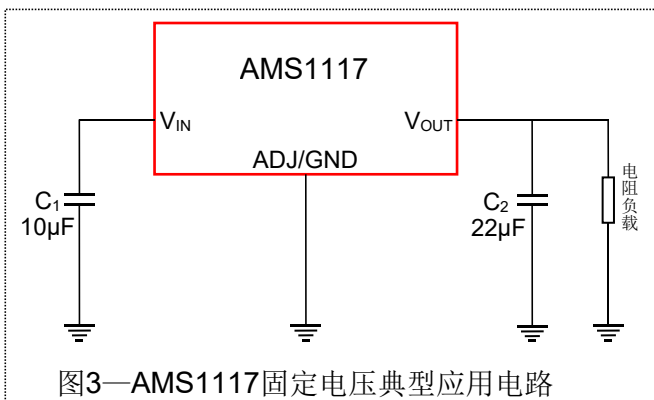 AMS1117
VIN
VOUT
ADJ/GND
C1
10μF
C2
22μF
电阻负载
图3—AMS1117固定电压典型应用电路